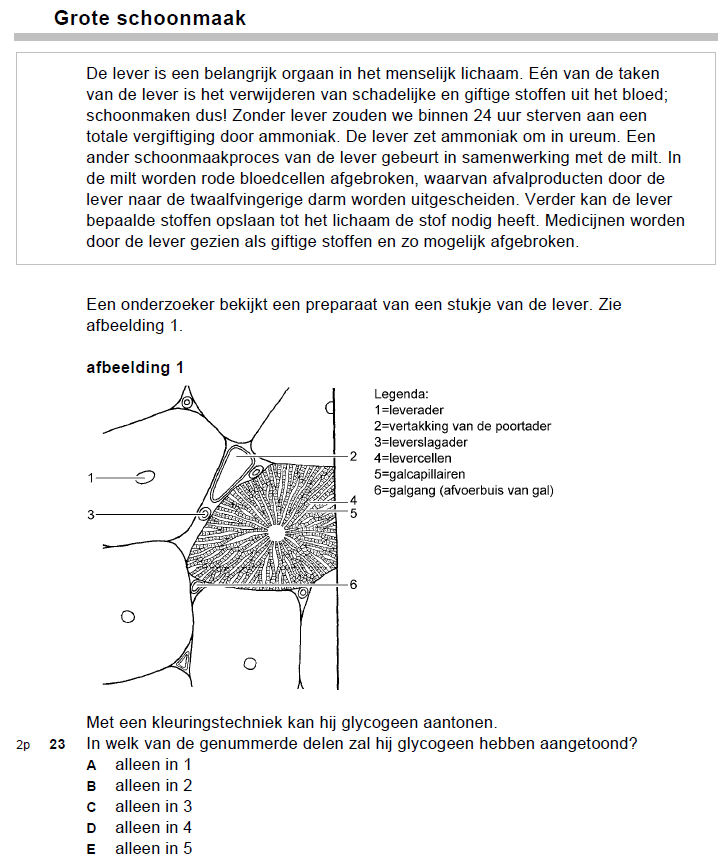 Grote schoonmaak
De lever is een belangrijk orgaan in het menselijk lichaam. Eén van de taken
van de lever is het verwijderen van schadelijke en giftige stoffen uit het bloed;
schoonmaken dus! Zonder lever zouden we binnen 24 uur sterven aan een
totale vergiftiging door ammoniak. De lever zet ammoniak om in ureum. Een
ander schoonmaakproces van de lever gebeurt in samenwerking met de milt. In
de milt worden rode bloedcellen afgebroken, waarvan afvalproducten door de
lever naar de twaalfvingerige darm worden uitgescheiden. Verder kan de lever
bepaalde stoffen opslaan tot het lichaam de stof nodig heeft. Medicijnen worden
door de lever gezien als giftige stoffen en zo mogelijk afgebroken.
Een onderzoeker bekijkt een preparaat van een stukje van de lever. Zie
afbeelding 1.
afbeelding 1
Legenda:
1=leverader
2=vertakking van de poortader
3=leverslagader
4=levercellen
5=galcapillairen
6=galgang (afvoerbuis van gal)
1
2
3
4
5
6
Met een kleuringstechniek kan hij glycogeen aantonen.
2p 23 In welk van de genummerde delen zal hij glycogeen hebben aangetoond?
A alleen in 1
B alleen in 2
C alleen in 3
D alleen in 4
E alleen in 5